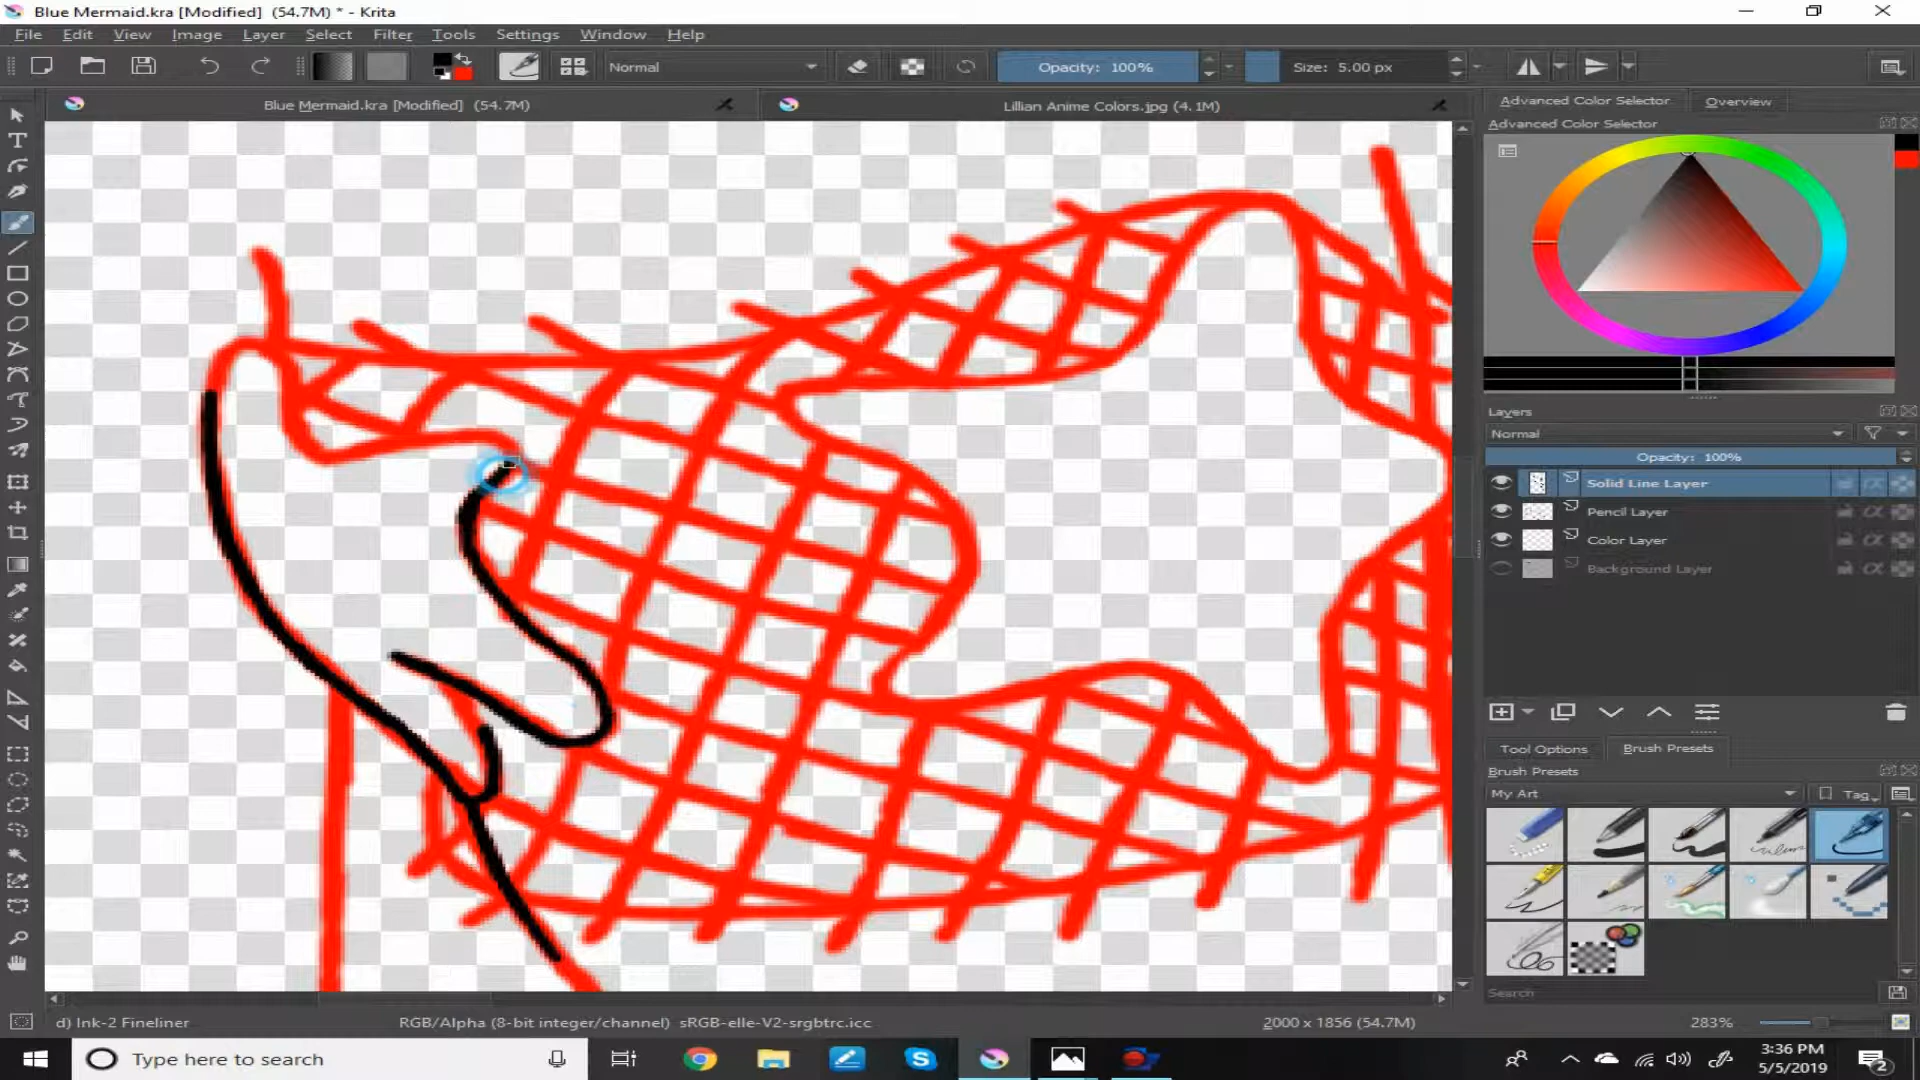 Blue Mermaid.kra [Modified] (54.7M) * - Krita
File Edit View Image Layer Select Filter Tools Settings Window Help
Normal Opacity: 100% Size: 5.00 px
Blue Mermaid.kra [Modified] (54.7M) Lillian Anime Colors.jpg (4.1M)
Advanced Color Selector Overview
Advanced Color Selector
Layers
Normal
Opacity: 100%
Solid Line Layer
Pencil Layer
Color Layer
Background Layer
Tool Options Brush Presets
Brush Presets
My Art Tag
Search
d) Ink-2 Fineliner RGB/Alpha (8-bit integer/channel) sRGB-elle-V2-srgbtrc.icc 2000 x 1856 (54.7M) 283%
Type here to search
3:36 PM
5/5/2019
2